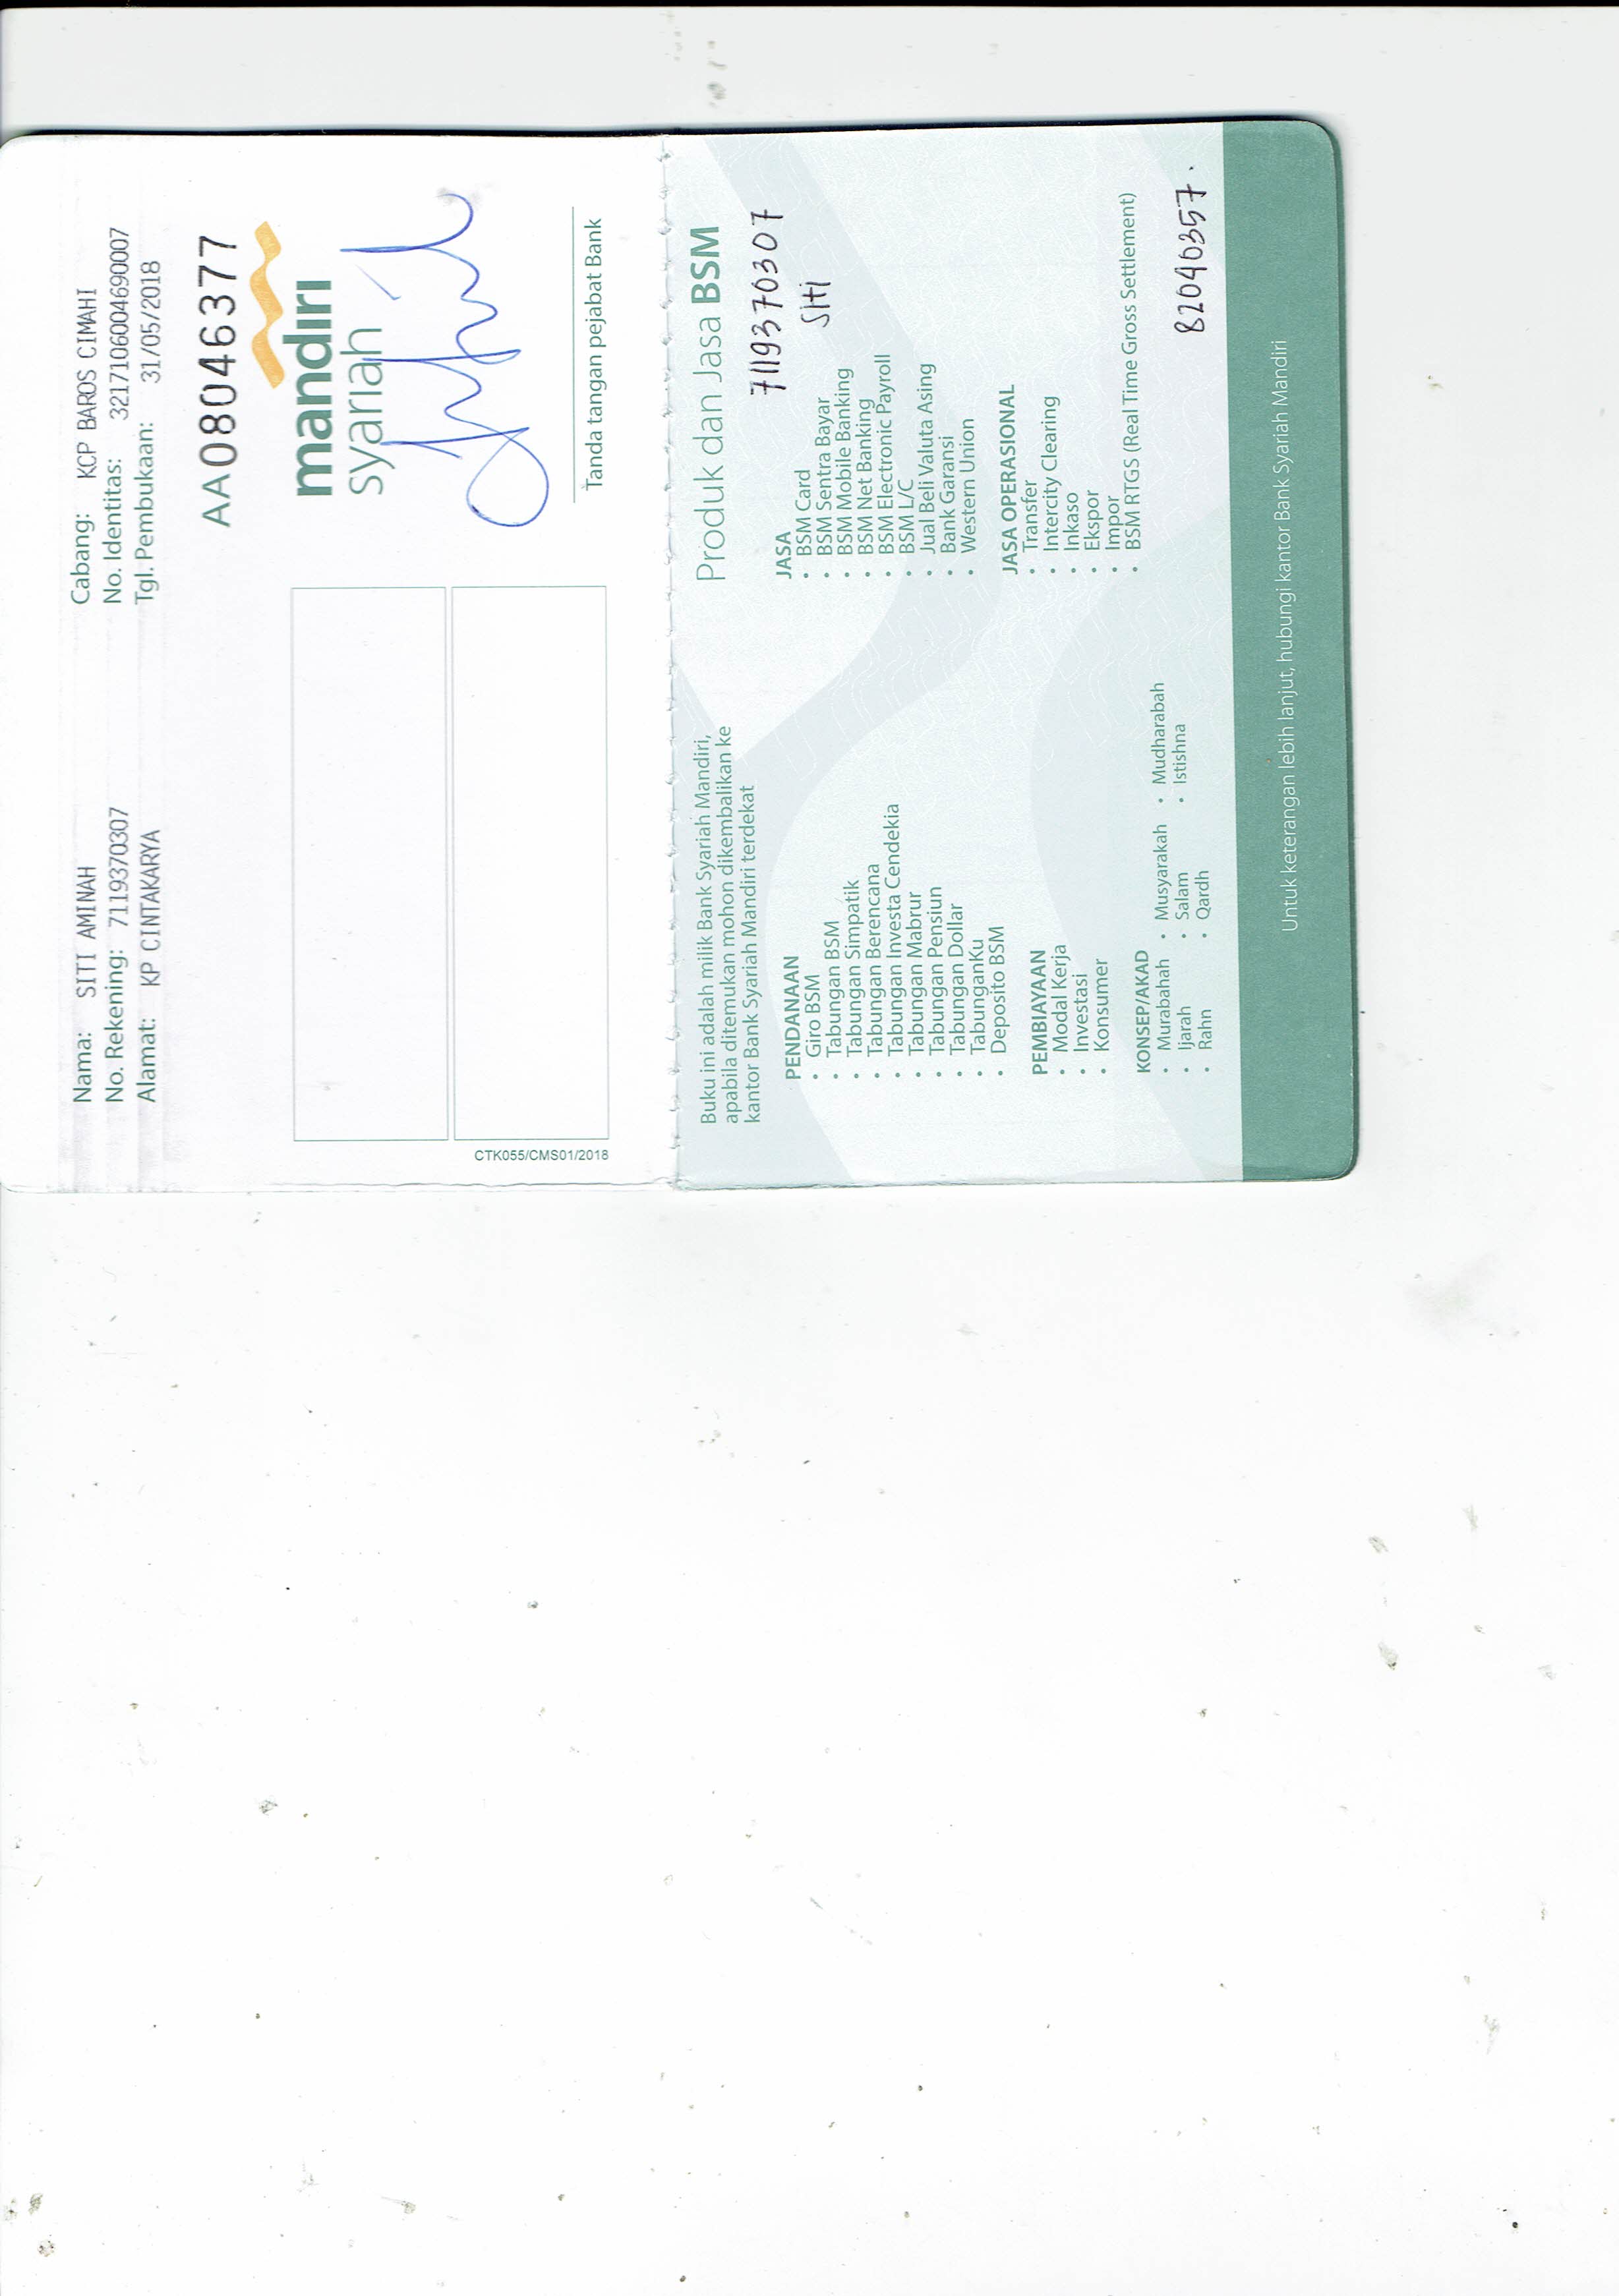 Nama: SITI AMINAH
No. Rekening: 7119370307
Alamat: KP CINTAKARYA
Cabang: KCP BAROS CIMAHI
No. Identitas: 3217106004690007
Tgl. Pembukaan: 31/05/2018
AA08046377
mandiri
syariah
Tanda tangan pejabat Bank
CTK055/CMS01/2018
Buku ini adalah milik Bank Syariah Mandiri,
apabila ditemukan mohon dikembalikan ke
kantor Bank Syariah Mandiri terdekat
Produk dan Jasa BSM
7119370307
Siti
PENDANAAN
• Giro BSM
• Tabungan BSM
• Tabungan Simpatik
• Tabungan Berencana
• Tabungan Investa Cendekia
• Tabungan Mabrur
• Tabungan Pensiun
• Tabungan Dollar
• TabunganKu
• Deposito BSM
PEMBIAYAAN
• Modal Kerja
• Investasi
• Konsumer
KONSEP/AKAD
• Murabahah • Musyarakah • Mudharabah
• Ijarah • Salam • Istishna
• Rahn • Qardh
JASA
• BSM Card
• BSM Sentra Bayar
• BSM Mobile Banking
• BSM Net Banking
• BSM Electronic Payroll
• BSM L/C
• Jual Beli Valuta Asing
• Bank Garansi
• Western Union
JASA OPERASIONAL
• Transfer
• Intercity Clearing
• Inkaso
• Ekspor
• Impor
• BSM RTGS (Real Time Gross Settlement)
82040357.
Untuk keterangan lebih lanjut, hubungi kantor Bank Syariah Mandiri